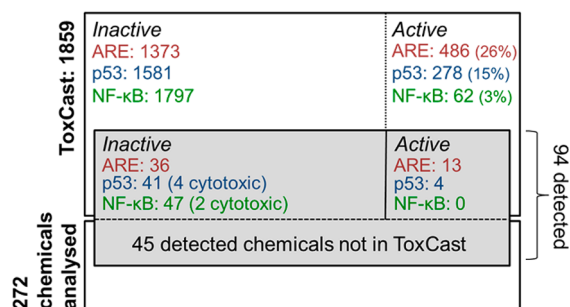 ToxCast: 1859
Inactive
ARE: 1373
p53: 1581
NF-κB: 1797
Active
ARE: 486 (26%)
p53: 278 (15%)
NF-κB: 62 (3%)
Inactive
ARE: 36
p53: 41 (4 cytotoxic)
NF-κB: 47 (2 cytotoxic)
Active
ARE: 13
p53: 4
NF-κB: 0
94 detected
272
chemicals
analysed
45 detected chemicals not in ToxCast